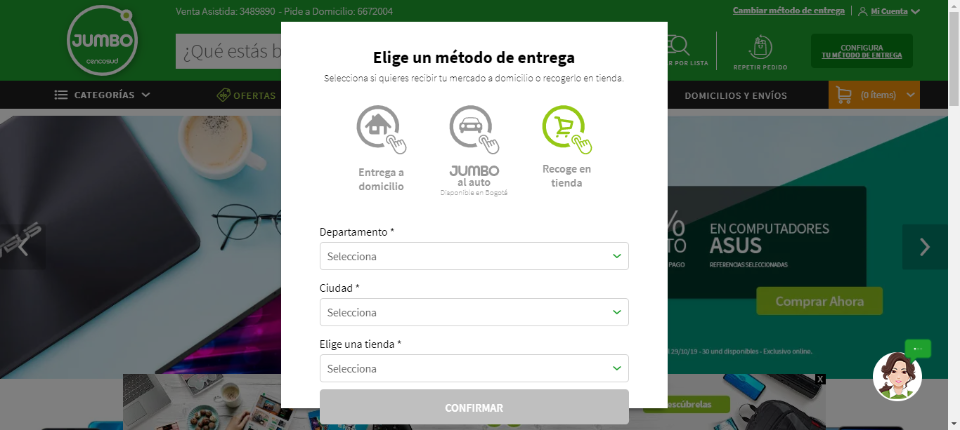 Venta Asistida: 3489890 - Pide a Domicilio: 6672004
Cambiar método de entrega
Mi Cuenta
JUMBO
cencosud
¿Qué estás b
R POR LISTA
REPETIR PEDIDO
CONFIGURA
TU MÉTODO DE ENTREGA
CATEGORÍAS
OFERTAS
DOMICILIOS Y ENVÍOS
(0 ítems)
Elige un método de entrega
Selecciona si quieres recibir tu mercado a domicilio o recogerlo en tienda.
Entrega a
domicilio
JUMBO
al auto
Disponible en Bogotá
Recoge en
tienda
Departamento *
Selecciona
Ciudad *
Selecciona
Elige una tienda *
Selecciona
CONFIRMAR
ASUS
%
TO
PAGO
EN COMPUTADORES
ASUS
REFERENCIAS SELECCIONADAS
Comprar Ahora
29/10/19 - 30 und disponibles - Exclusivo online.
X
scúbrelas